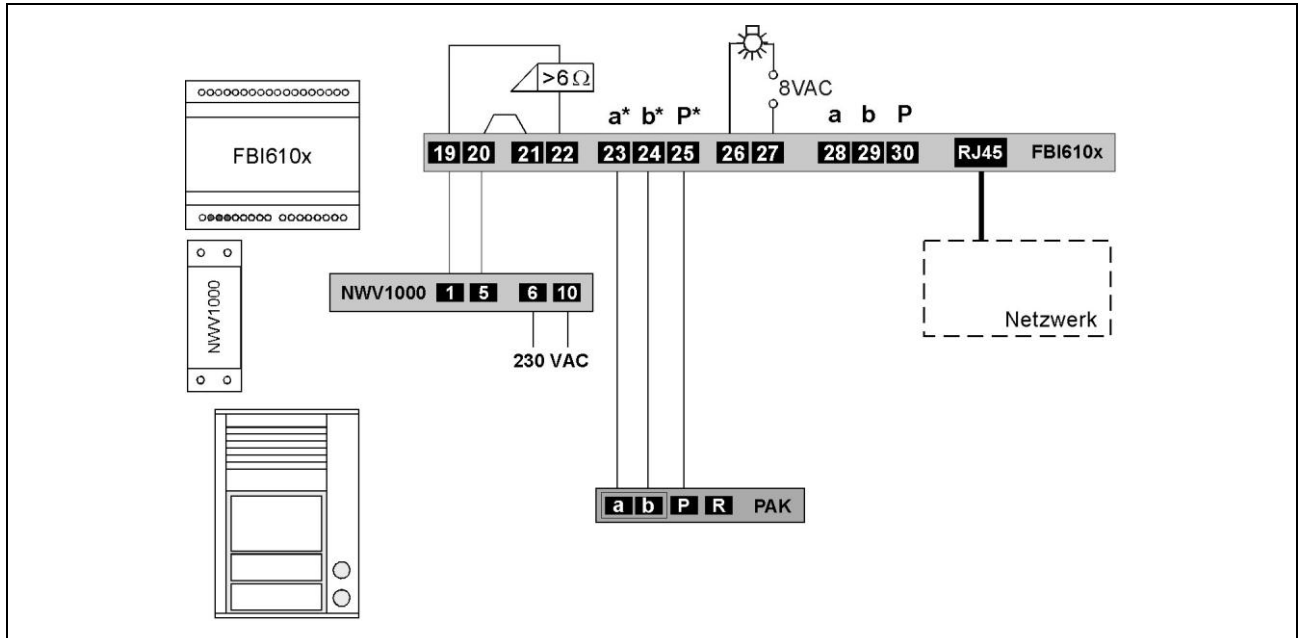 FBI610x
NWV1000
>6 Ω
8VAC
a* b* P* a b P
19 20 21 22 23 24 25 26 27 28 29 30 RJ45 FBI610x
NWV1000 1 5 6 10
230 VAC
Netzwerk
a b P R PAK